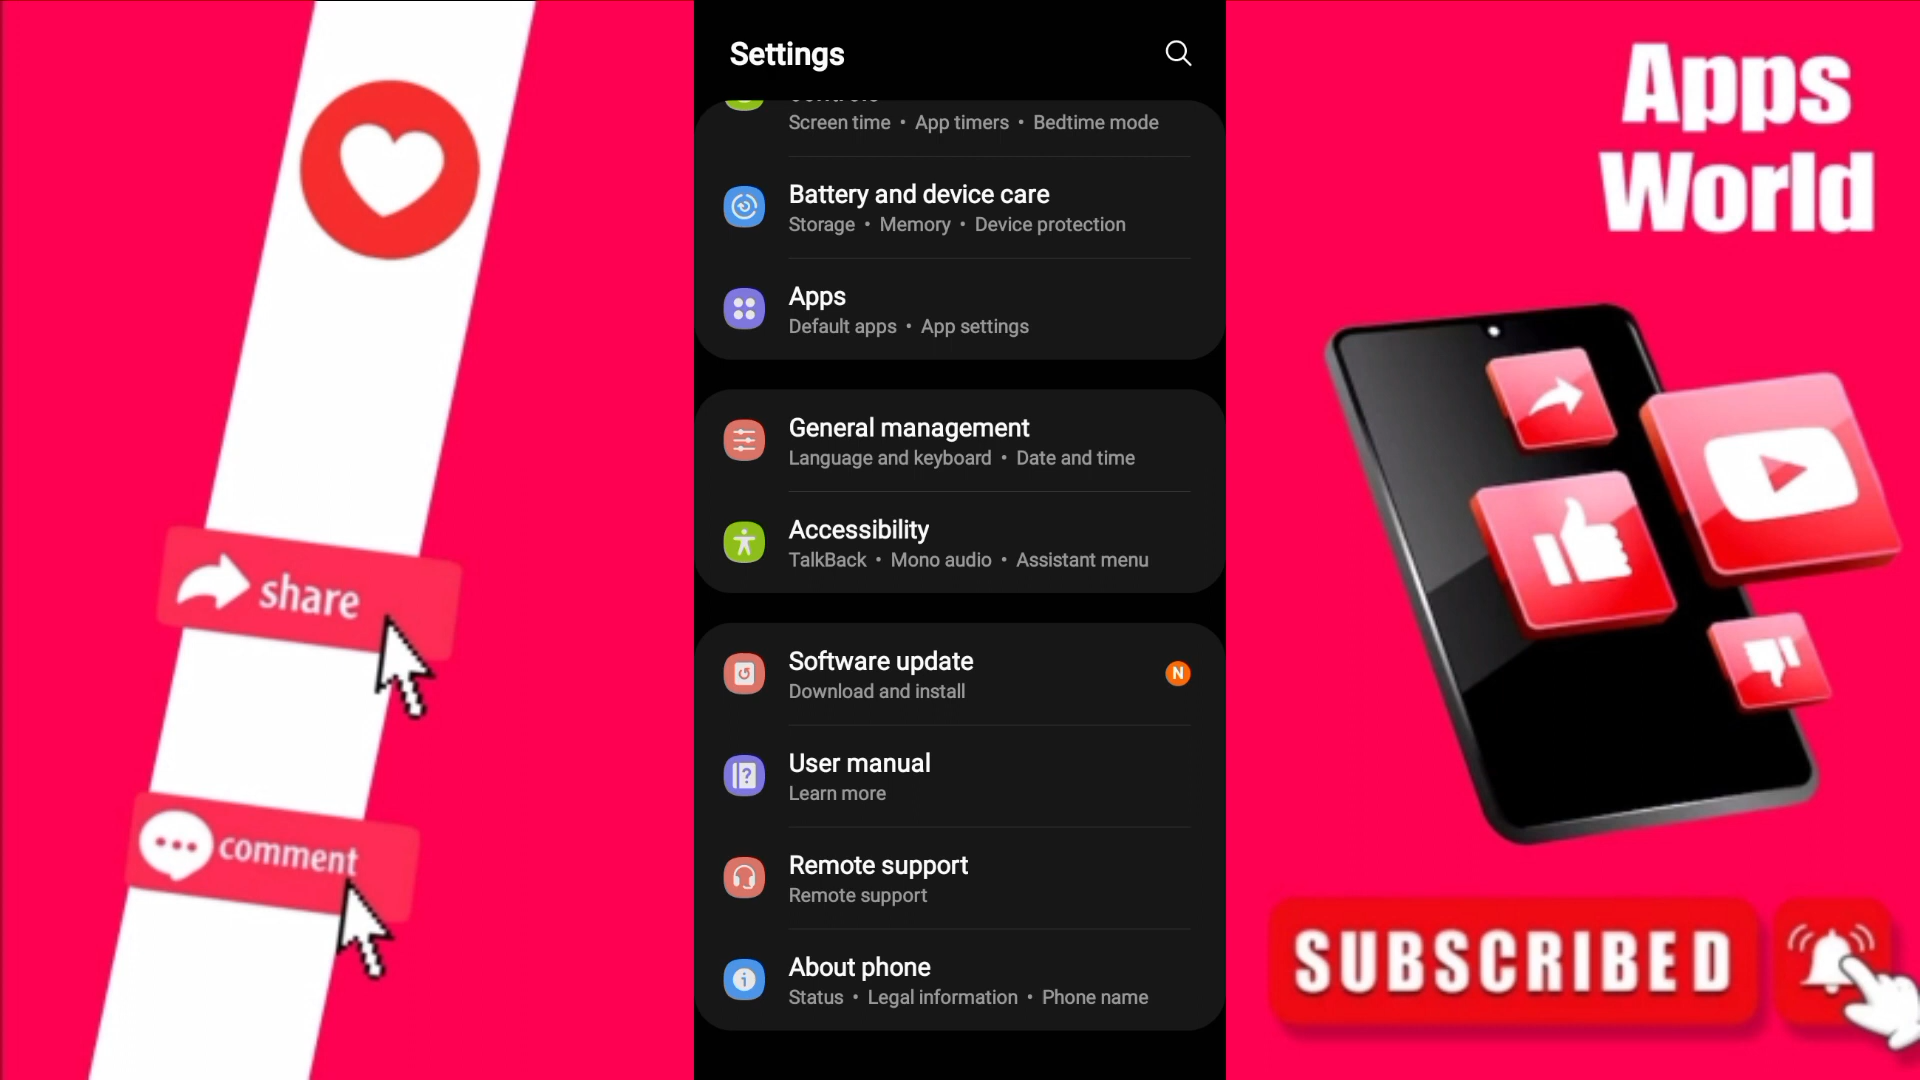 share
comment
Settings
Screen time • App timers • Bedtime mode
Battery and device care
Storage • Memory • Device protection
Apps
Default apps • App settings
General management
Language and keyboard • Date and time
Accessibility
TalkBack • Mono audio • Assistant menu
Software update
N
Download and install
User manual
Learn more
Remote support
Remote support
About phone
Status • Legal information • Phone name
Apps
World
SUBSCRIBED